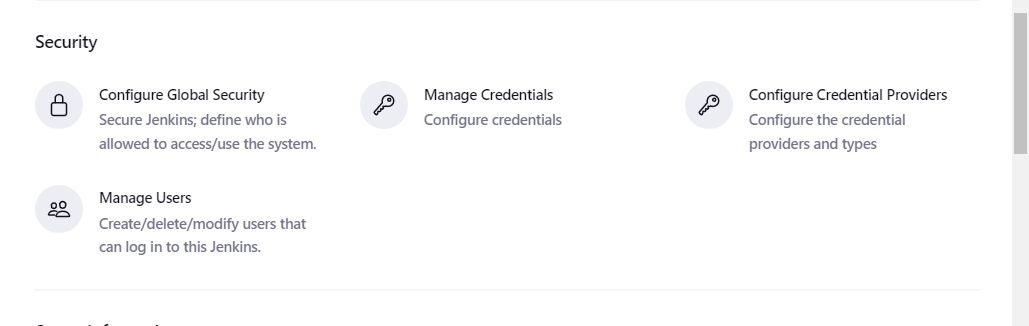 Security
Configure Global Security
Secure Jenkins; define who is
allowed to access/use the system.
Manage Credentials
Configure credentials
Configure Credential Providers
Configure the credential
providers and types
Manage Users
Create/delete/modify users that
can log in to this Jenkins.